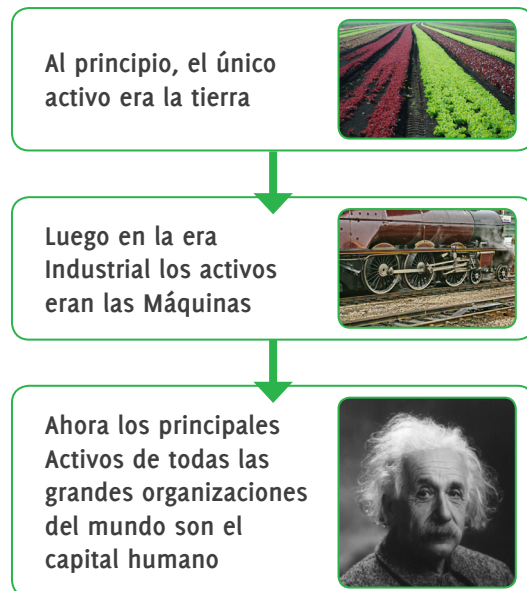 Al principio, el único
activo era la tierra
Luego en la era
Industrial los activos
eran las Máquinas
Ahora los principales
Activos de todas las
grandes organizaciones
del mundo son el
capital humano